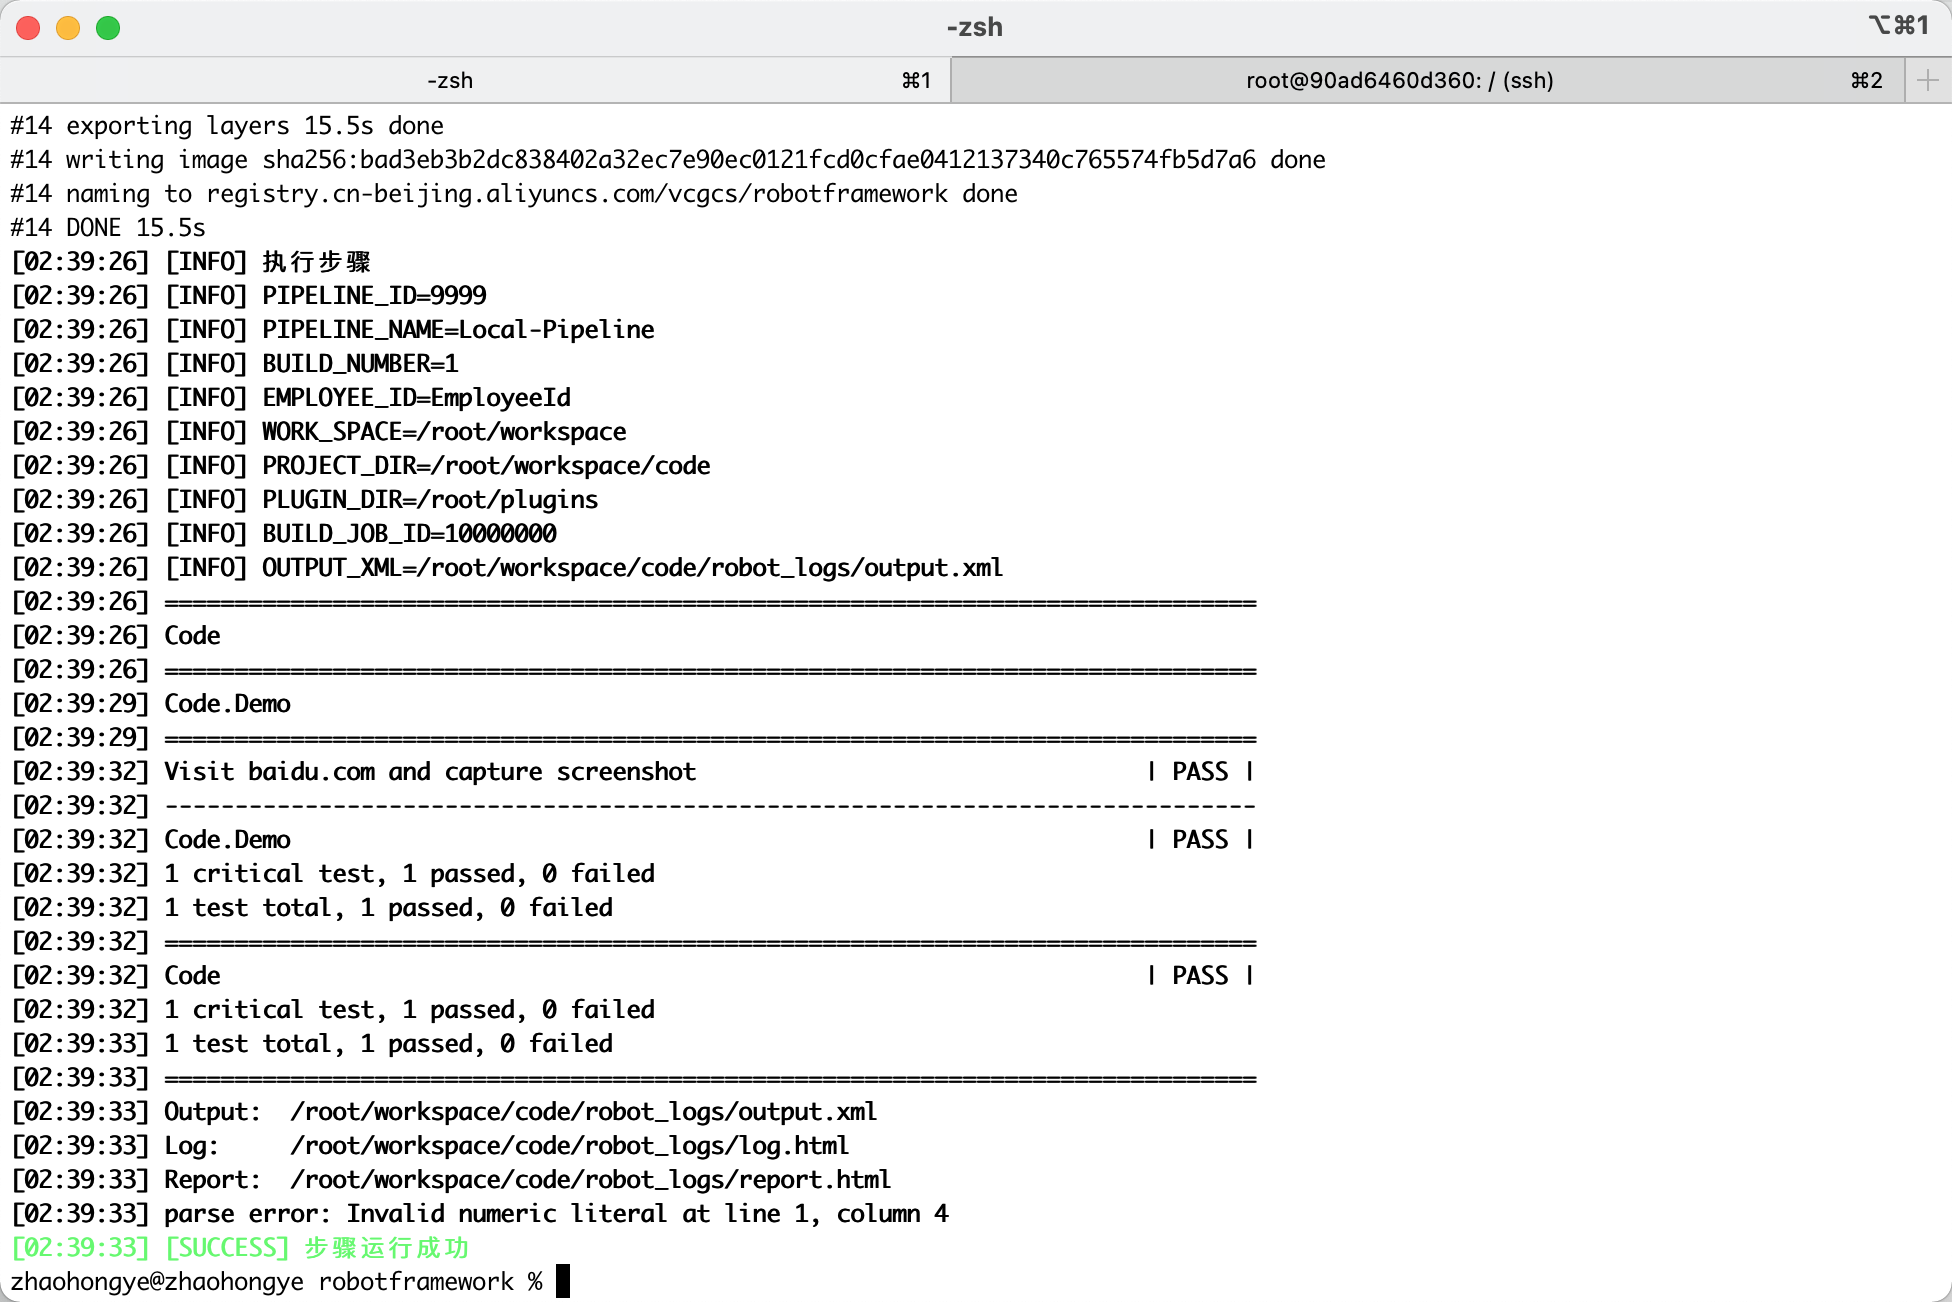 -zsh
⌥⌘1
-zsh ⌘1 root@90ad6460d360: / (ssh) ⌘2
#14 exporting layers 15.5s done
#14 writing image sha256:bad3eb3b2dc838402a32ec7e90ec0121fcd0cfae0412137340c765574fb5d7a6 done
#14 naming to registry.cn-beijing.aliyuncs.com/vcgcs/robotframework done
#14 DONE 15.5s
[02:39:26] [INFO] 执行步骤
[02:39:26] [INFO] PIPELINE_ID=9999
[02:39:26] [INFO] PIPELINE_NAME=Local-Pipeline
[02:39:26] [INFO] BUILD_NUMBER=1
[02:39:26] [INFO] EMPLOYEE_ID=EmployeeId
[02:39:26] [INFO] WORK_SPACE=/root/workspace
[02:39:26] [INFO] PROJECT_DIR=/root/workspace/code
[02:39:26] [INFO] PLUGIN_DIR=/root/plugins
[02:39:26] [INFO] BUILD_JOB_ID=10000000
[02:39:26] [INFO] OUTPUT_XML=/root/workspace/code/robot_logs/output.xml
[02:39:26] ==============================================================================
[02:39:26] Code
[02:39:26] ==============================================================================
[02:39:29] Code.Demo
[02:39:29] ==============================================================================
[02:39:32] Visit baidu.com and capture screenshot                                | PASS |
[02:39:32] ------------------------------------------------------------------------------
[02:39:32] Code.Demo                                                             | PASS |
[02:39:32] 1 critical test, 1 passed, 0 failed
[02:39:32] 1 test total, 1 passed, 0 failed
[02:39:32] ==============================================================================
[02:39:32] Code                                                                  | PASS |
[02:39:32] 1 critical test, 1 passed, 0 failed
[02:39:33] 1 test total, 1 passed, 0 failed
[02:39:33] ==============================================================================
[02:39:33] Output:  /root/workspace/code/robot_logs/output.xml
[02:39:33] Log:     /root/workspace/code/robot_logs/log.html
[02:39:33] Report:  /root/workspace/code/robot_logs/report.html
[02:39:33] parse error: Invalid numeric literal at line 1, column 4
[02:39:33] [SUCCESS] 步骤运行成功
zhaohongye@zhaohongye robotframework %